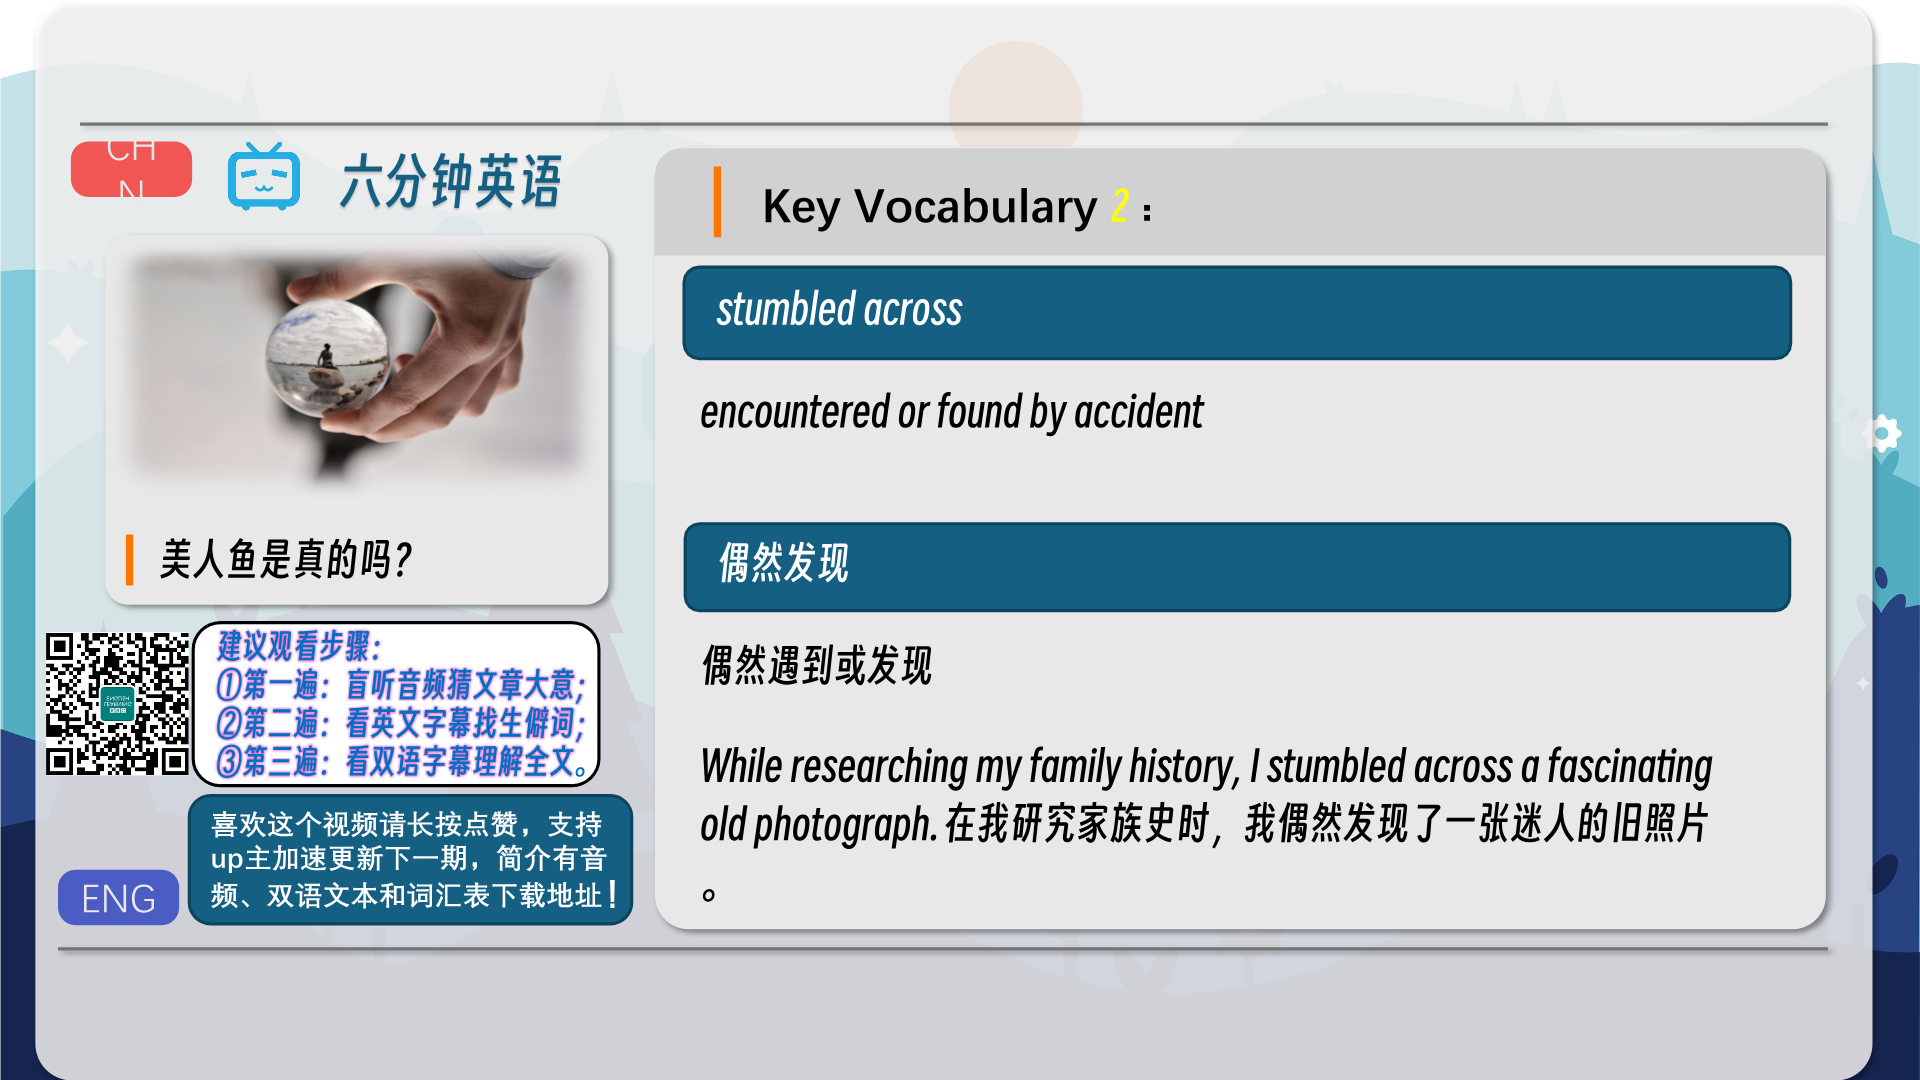 CH
N
六分钟英语
美人鱼是真的吗?
建议观看步骤：
①第一遍：盲听音频猜文章大意;
②第二遍：看英文字幕找生僻词;
③第三遍：看双语字幕理解全文。
喜欢这个视频请长按点赞，支持
up主加速更新下一期，简介有音
频、双语文本和词汇表下载地址!
ENG
Key Vocabulary 2：
stumbled across
encountered or found by accident
偶然发现
偶然遇到或发现
While researching my family history, I stumbled across a fascinating
old photograph. 在我研究家族史时，我偶然发现了一张迷人的旧照片
。